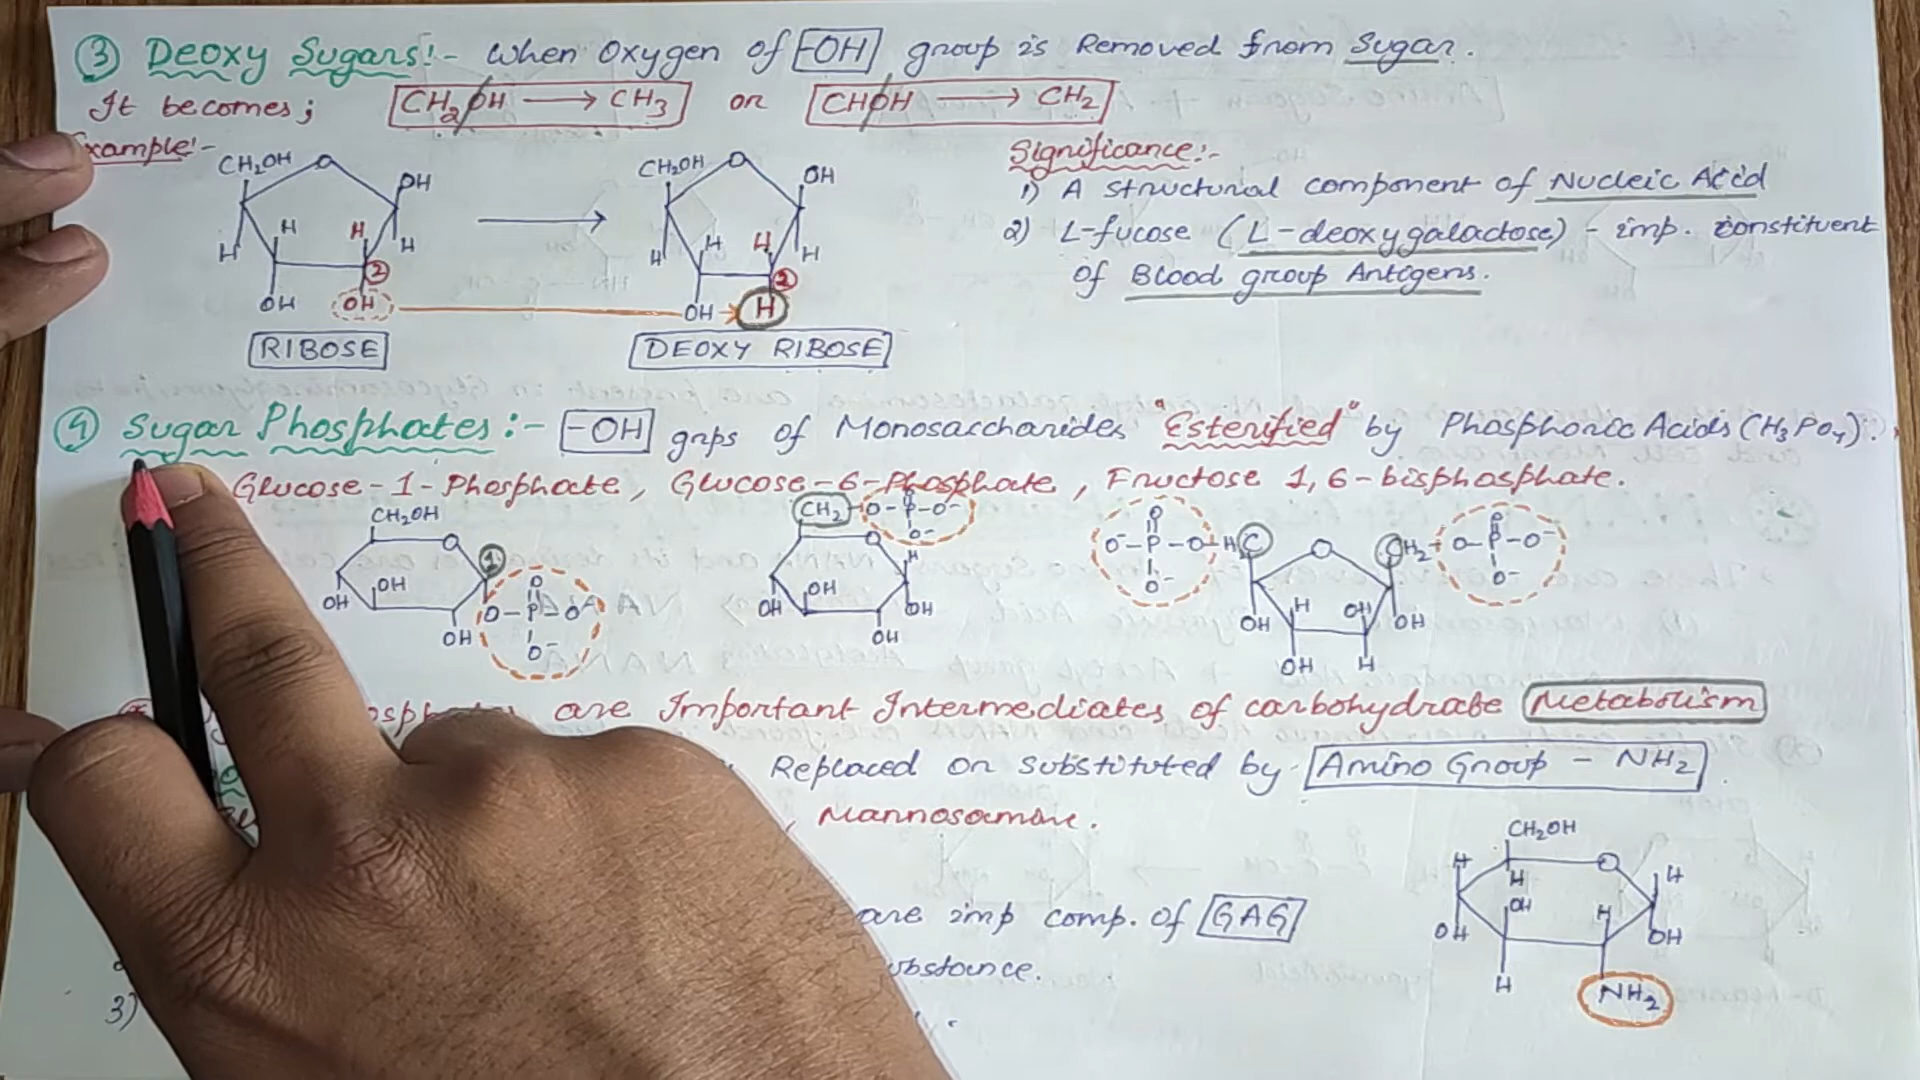 ③ Deoxy Sugars:- When Oxygen of -OH group is Removed from Sugar.
It becomes; CH2OH → CH3 or CHOH → CH2
Example:-
CH2OH O OH H H H H OH OH ②
RIBOSE
CH2OH O OH H H H H OH H ②
DEOXY RIBOSE
Significance:-
1) A structural component of Nucleic Acid
2) L-fucose (L-deoxygalactose) - imp. constituent
of Blood group Antigens.
④ Sugar Phosphates:- -OH grps of Monosaccharides "Esterified" by Phosphoric Acids (H3PO4).
Glucose-1-Phosphate, Glucose-6-Phosphate, Fructose 1,6-bisphosphate.
CH2OH O ① OH OH OH O-P-O- O O-
CH2-O-P-O- O- O H OH OH OH OH
O- -P-O-H2C O O- O CH2-O-P-O- O O- OH H OH OH OH H
are Important Intermediates of carbohydrate Metabolism
Replaced or substituted by Amino Group - NH2
, Mannosamine.
are imp comp. of GAG
3)
CH2OH O H H H OH H OH OH H NH2